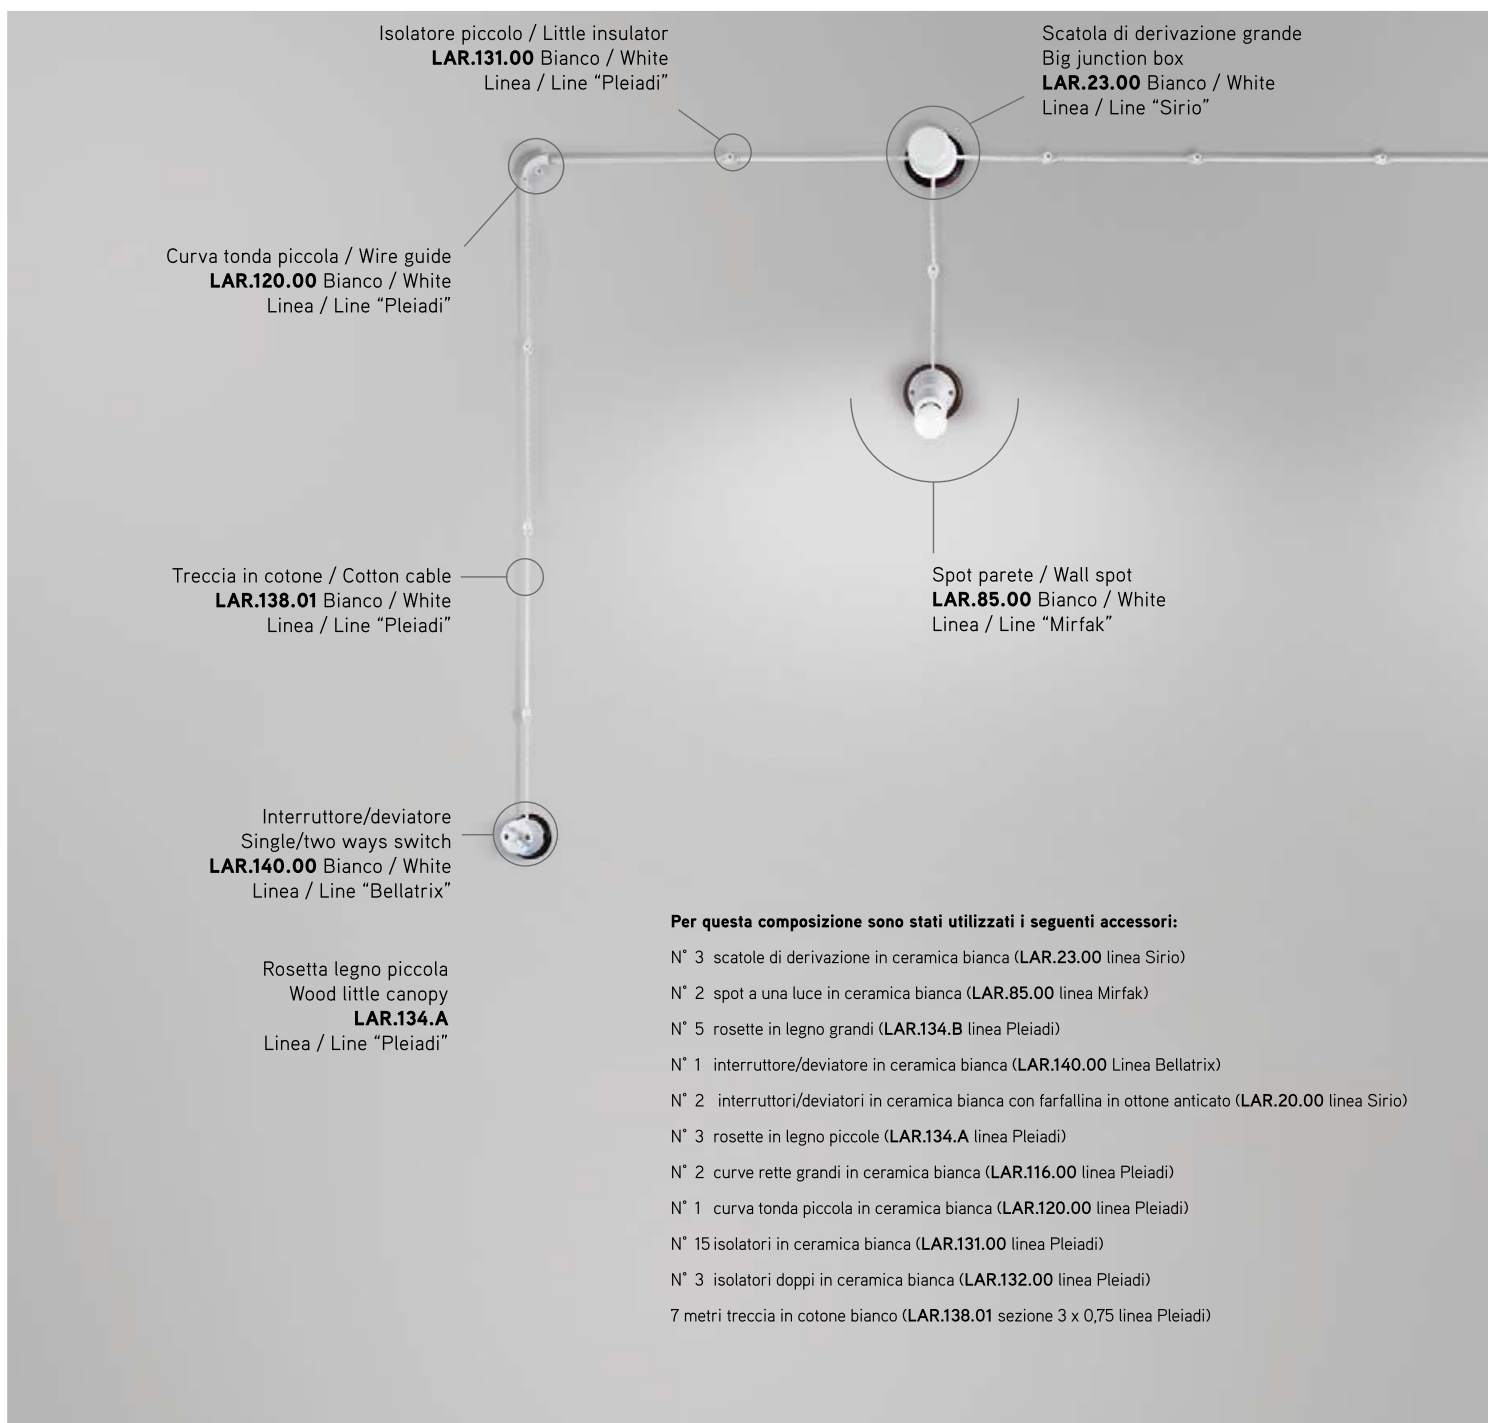 Isolatore piccolo / Little insulator
LAR.131.00 Bianco / White
Linea / Line “Pleiadi”
Scatola di derivazione grande
Big junction box
LAR.23.00 Bianco / White
Linea / Line “Sirio”
Curva tonda piccola / Wire guide
LAR.120.00 Bianco / White
Linea / Line “Pleiadi”
Treccia in cotone / Cotton cable
LAR.138.01 Bianco / White
Linea / Line “Pleiadi”
Spot parete / Wall spot
LAR.85.00 Bianco / White
Linea / Line “Mirfak”
Interruttore/deviatore
Single/two ways switch
LAR.140.00 Bianco / White
Linea / Line “Bellatrix”
Rosetta legno piccola
Wood little canopy
LAR.134.A
Linea / Line “Pleiadi”
Per questa composizione sono stati utilizzati i seguenti accessori:
N° 3 scatole di derivazione in ceramica bianca (LAR.23.00 linea Sirio)
N° 2 spot a una luce in ceramica bianca (LAR.85.00 linea Mirfak)
N° 5 rosette in legno grandi (LAR.134.B linea Pleiadi)
N° 1 interruttore/deviatore in ceramica bianca (LAR.140.00 Linea Bellatrix)
N° 2 interruttori/deviatori in ceramica bianca con farfallina in ottone anticato (LAR.20.00 linea Sirio)
N° 3 rosette in legno piccole (LAR.134.A linea Pleiadi)
N° 2 curve rette grandi in ceramica bianca (LAR.116.00 linea Pleiadi)
N° 1 curva tonda piccola in ceramica bianca (LAR.120.00 linea Pleiadi)
N° 15 isolatori in ceramica bianca (LAR.131.00 linea Pleiadi)
N° 3 isolatori doppi in ceramica bianca (LAR.132.00 linea Pleiadi)
7 metri treccia in cotone bianco (LAR.138.01 sezione 3 x 0,75 linea Pleiadi)